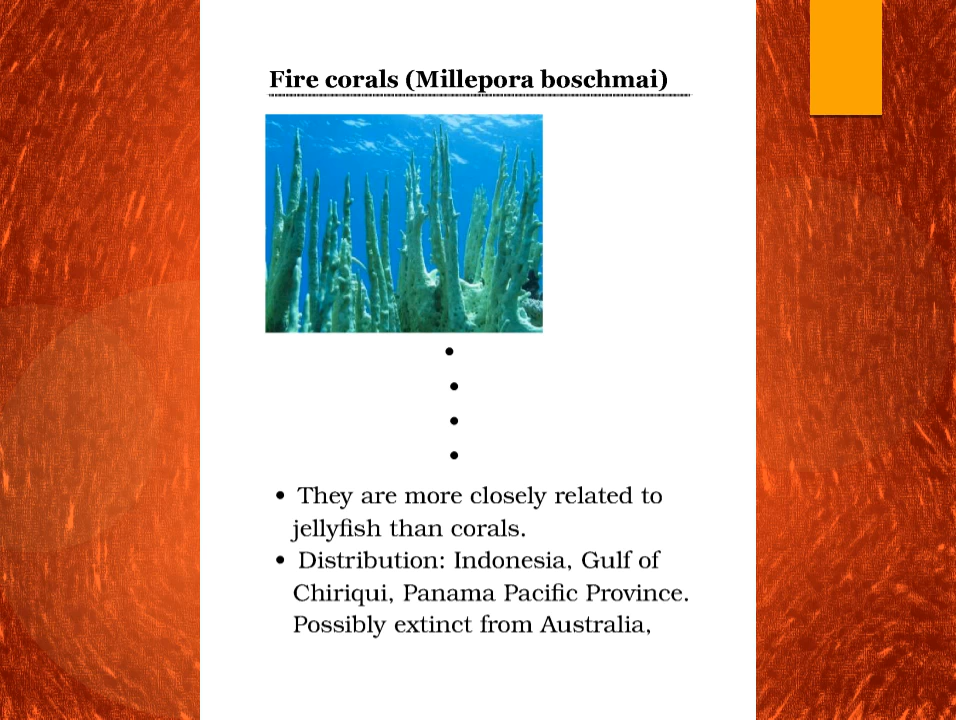 Fire corals (Millepora boschmai)
•
•
•
•
• They are more closely related to
jellyfish than corals.
• Distribution: Indonesia, Gulf of
Chiriqui, Panama Pacific Province.
Possibly extinct from Australia,